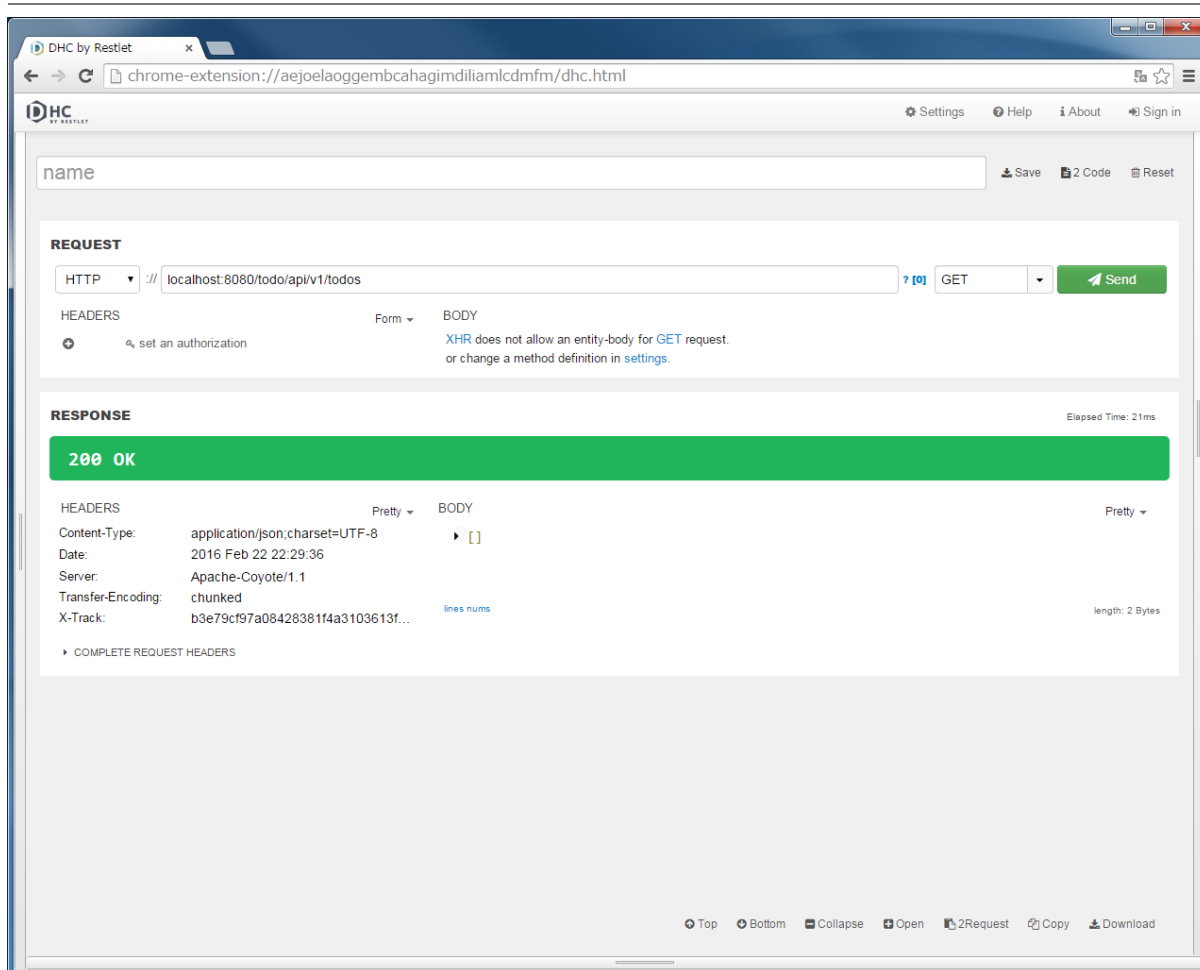 DHC by Restlet
chrome-extension://aejoelaoggembcahagimdiliamlcdmfm/dhc.html
DHC BY RESTLET Settings Help About Sign in
name Save 2 Code Reset
REQUEST
HTTP :// localhost:8080/todo/api/v1/todos ? [0] GET Send
HEADERS Form BODY
set an authorization XHR does not allow an entity-body for GET request.
or change a method definition in settings.
RESPONSE Elapsed Time: 21ms
200 OK
HEADERS Pretty BODY Pretty
Content-Type: application/json;charset=UTF-8 []
Date: 2016 Feb 22 22:29:36
Server: Apache-Coyote/1.1
Transfer-Encoding: chunked
lines nums length: 2 Bytes
X-Track: b3e79cf97a08428381f4a3103613f...
COMPLETE REQUEST HEADERS
Top Bottom Collapse Open 2Request Copy Download